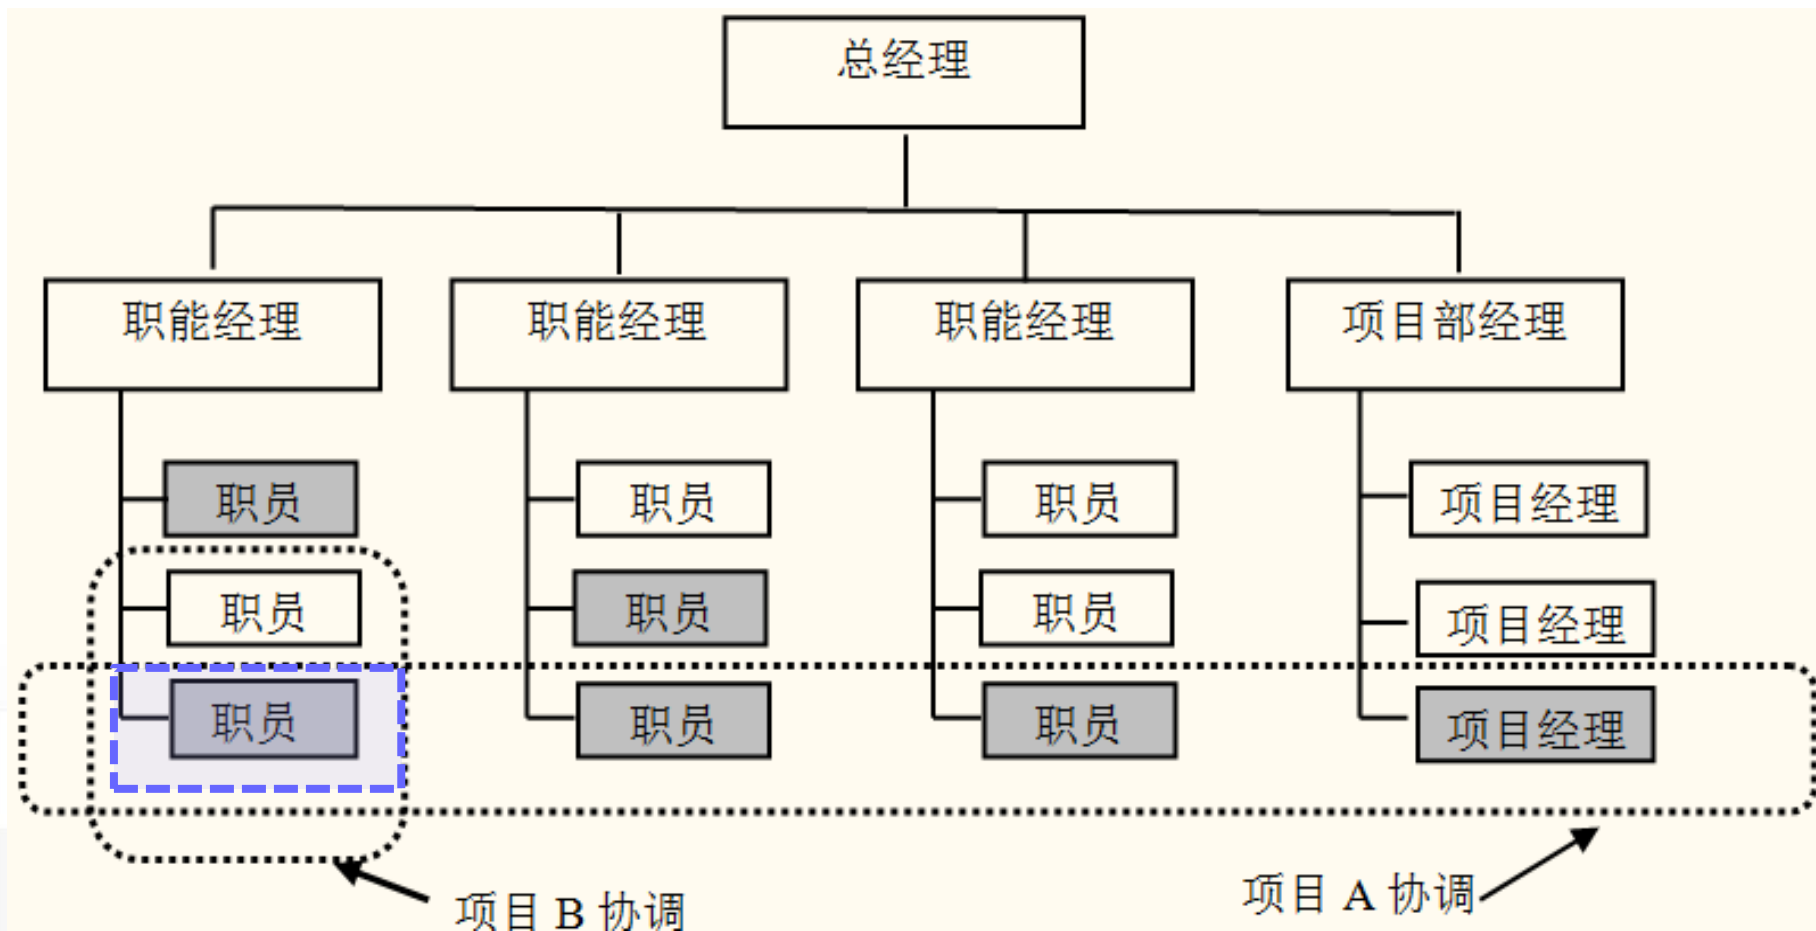 总经理
职能经理 职能经理 职能经理 项目部经理
职员 职员 职员 项目经理
职员 职员 职员 项目经理
职员 职员 职员 项目经理
项目 B 协调 项目 A 协调